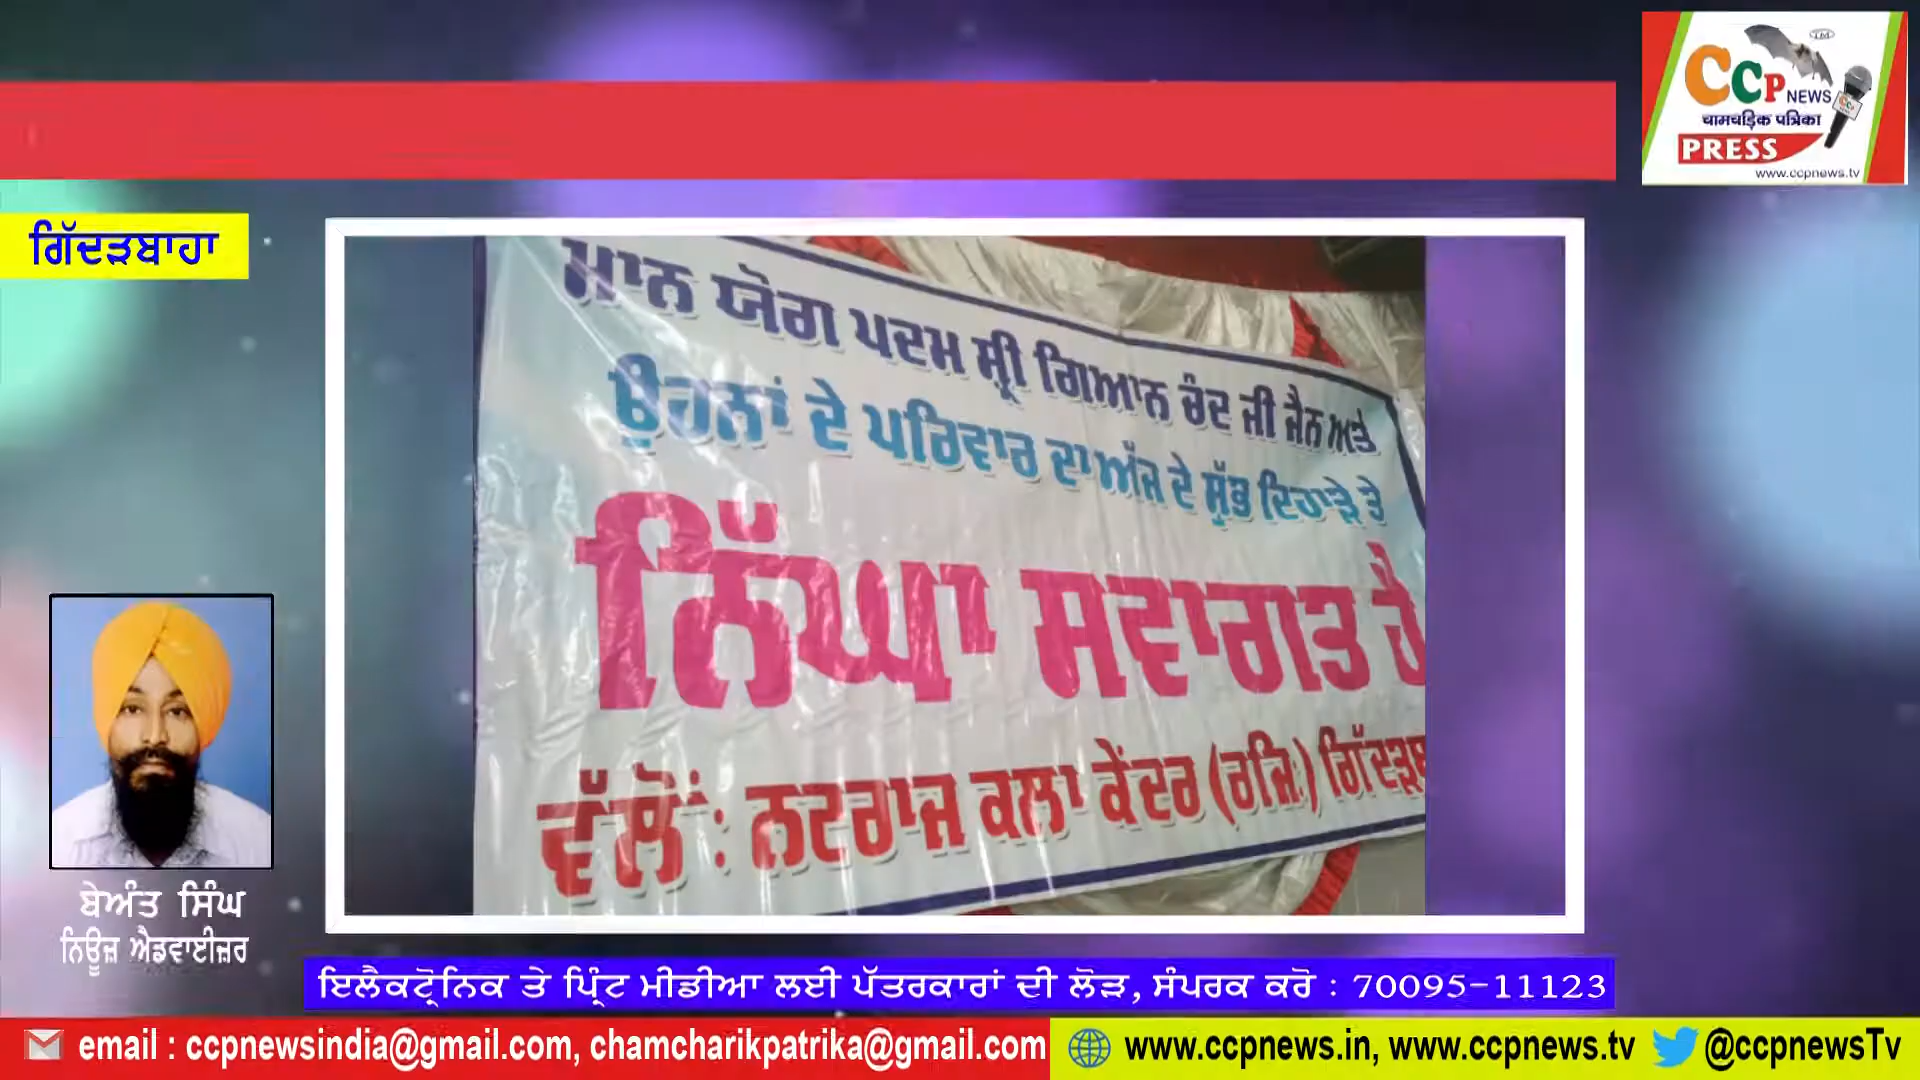 CCP NEWS
चामचड़िक पत्रिका
PRESS
www.ccpnews.tv
ਗਿੱਦੜਬਾਹਾ
ਮਾਨ ਯੋਗ ਪਦਮ ਸ਼੍ਰੀ ਗਿਆਨ ਚੰਦ ਜੀ ਜੈਨ ਅਤੇ
ਉਹਨਾਂ ਦੇ ਪਰਿਵਾਰ ਦਾ ਅੱਜ ਦੇ ਸ਼ੁੱਭ ਦਿਹਾੜੇ ਤੇ
ਨਿੱਘਾ ਸਵਾਗਤ ਹੈ
ਵੱਲੋਂ : ਨਟਰਾਜ ਕਲਾ ਕੇਂਦਰ (ਰਜਿ:) ਗਿੱਦੜਬ
ਬੇਅੰਤ ਸਿੰਘ
ਨਿਊਜ਼ ਐਡਵਾਈਜ਼ਰ
ਇਲੈਕਟ੍ਰੋਨਿਕ ਤੇ ਪ੍ਰਿੰਟ ਮੀਡੀਆ ਲਈ ਪੱਤਰਕਾਰਾਂ ਦੀ ਲੋੜ, ਸੰਪਰਕ ਕਰੋ : 70095-11123
email : ccpnewsindia@gmail.com, chamcharikpatrika@gmail.com www.ccpnews.in, www.ccpnews.tv @ccpnewsTv